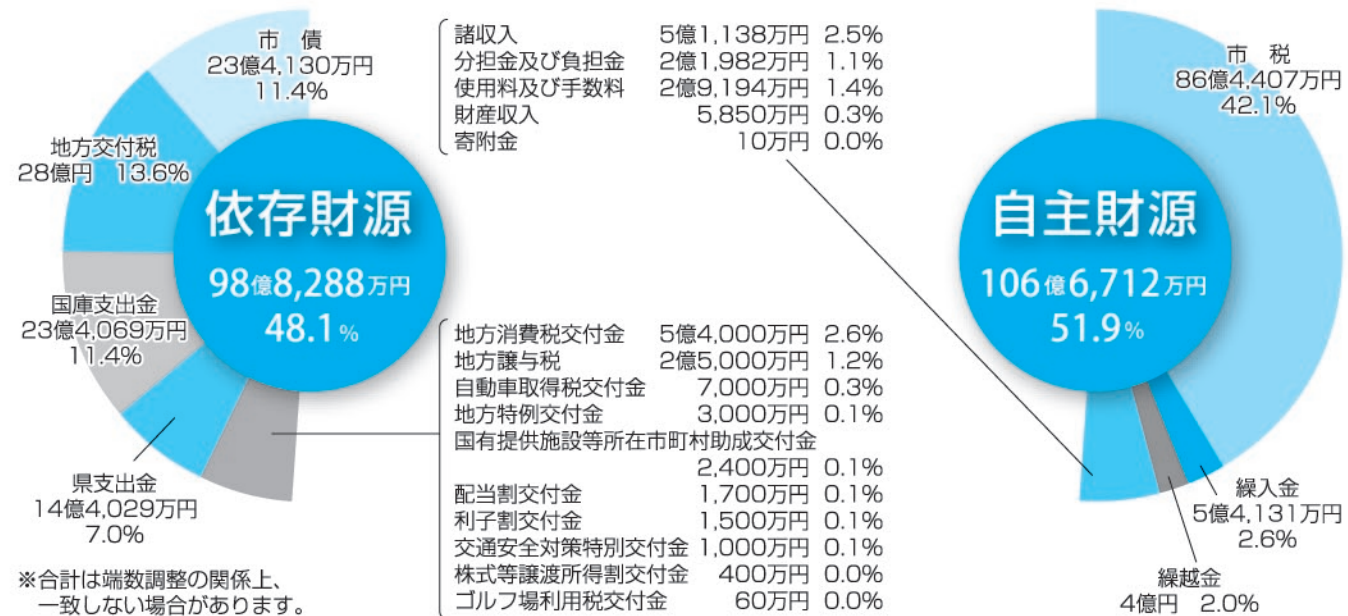 市　債
23億4,130万円
11.4%
地方交付税
28億円　13.6%
国庫支出金
23億4,069万円
11.4%
県支出金
14億4,029万円
7.0%
依存財源
98億8,288万円
48.1%
諸収入　5億1,138万円　2.5%
分担金及び負担金　2億1,982万円　1.1%
使用料及び手数料　2億9,194万円　1.4%
財産収入　5,850万円　0.3%
寄附金　10万円　0.0%
地方消費税交付金　5億4,000万円　2.6%
地方譲与税　2億5,000万円　1.2%
自動車取得税交付金　7,000万円　0.3%
地方特例交付金　3,000万円　0.1%
国有提供施設等所在市町村助成交付金
2,400万円　0.1%
配当割交付金　1,700万円　0.1%
利子割交付金　1,500万円　0.1%
交通安全対策特別交付金　1,000万円　0.1%
株式等譲渡所得割交付金　400万円　0.0%
ゴルフ場利用税交付金　60万円　0.0%
市　税
86億4,407万円
42.1%
自主財源
106億6,712万円
51.9%
繰入金
5億4,131万円
2.6%
繰越金
4億円　2.0%
※合計は端数調整の関係上、
一致しない場合があります。